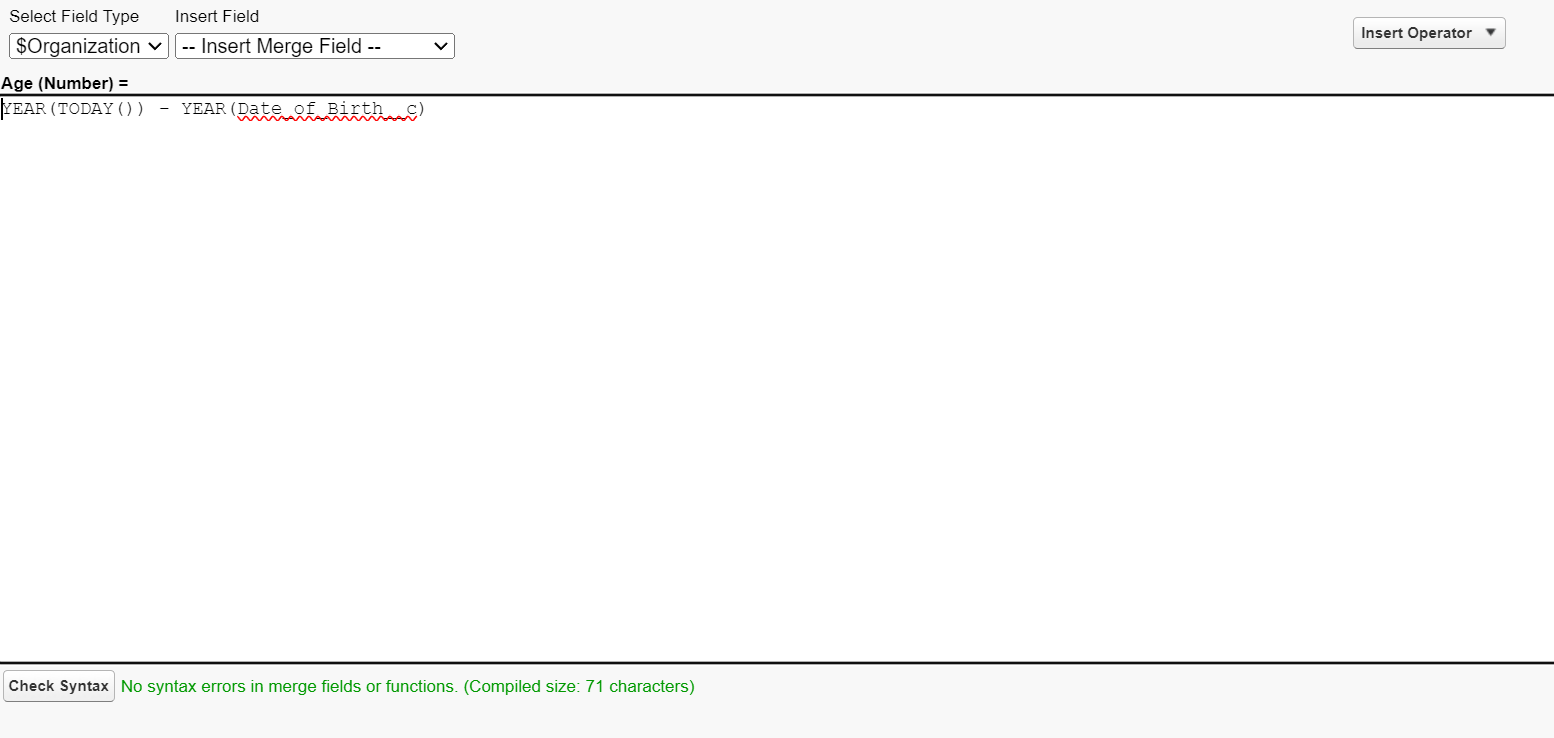 Select Field Type Insert Field
$Organization -- Insert Merge Field --
Insert Operator
Age (Number) =
YEAR(TODAY()) - YEAR(Date_of_Birth__c)
Check Syntax No syntax errors in merge fields or functions. (Compiled size: 71 characters)